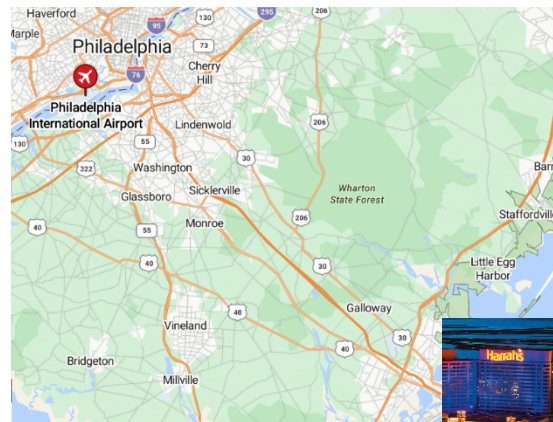 Haverford
95
130
295
Marple
Philadelphia
73
76
Cherry
Hill
Philadelphia
International Airport
206
Lindenwold
130
55
30
322
Washington
Wharton
State Forest
Glassboro
Sicklerville
Staffordville
206
Monroe
40
55
40
30
Little Egg
Harbor
40
Galloway
Vineland
30
40
Harrah's
Bridgeton
Millville